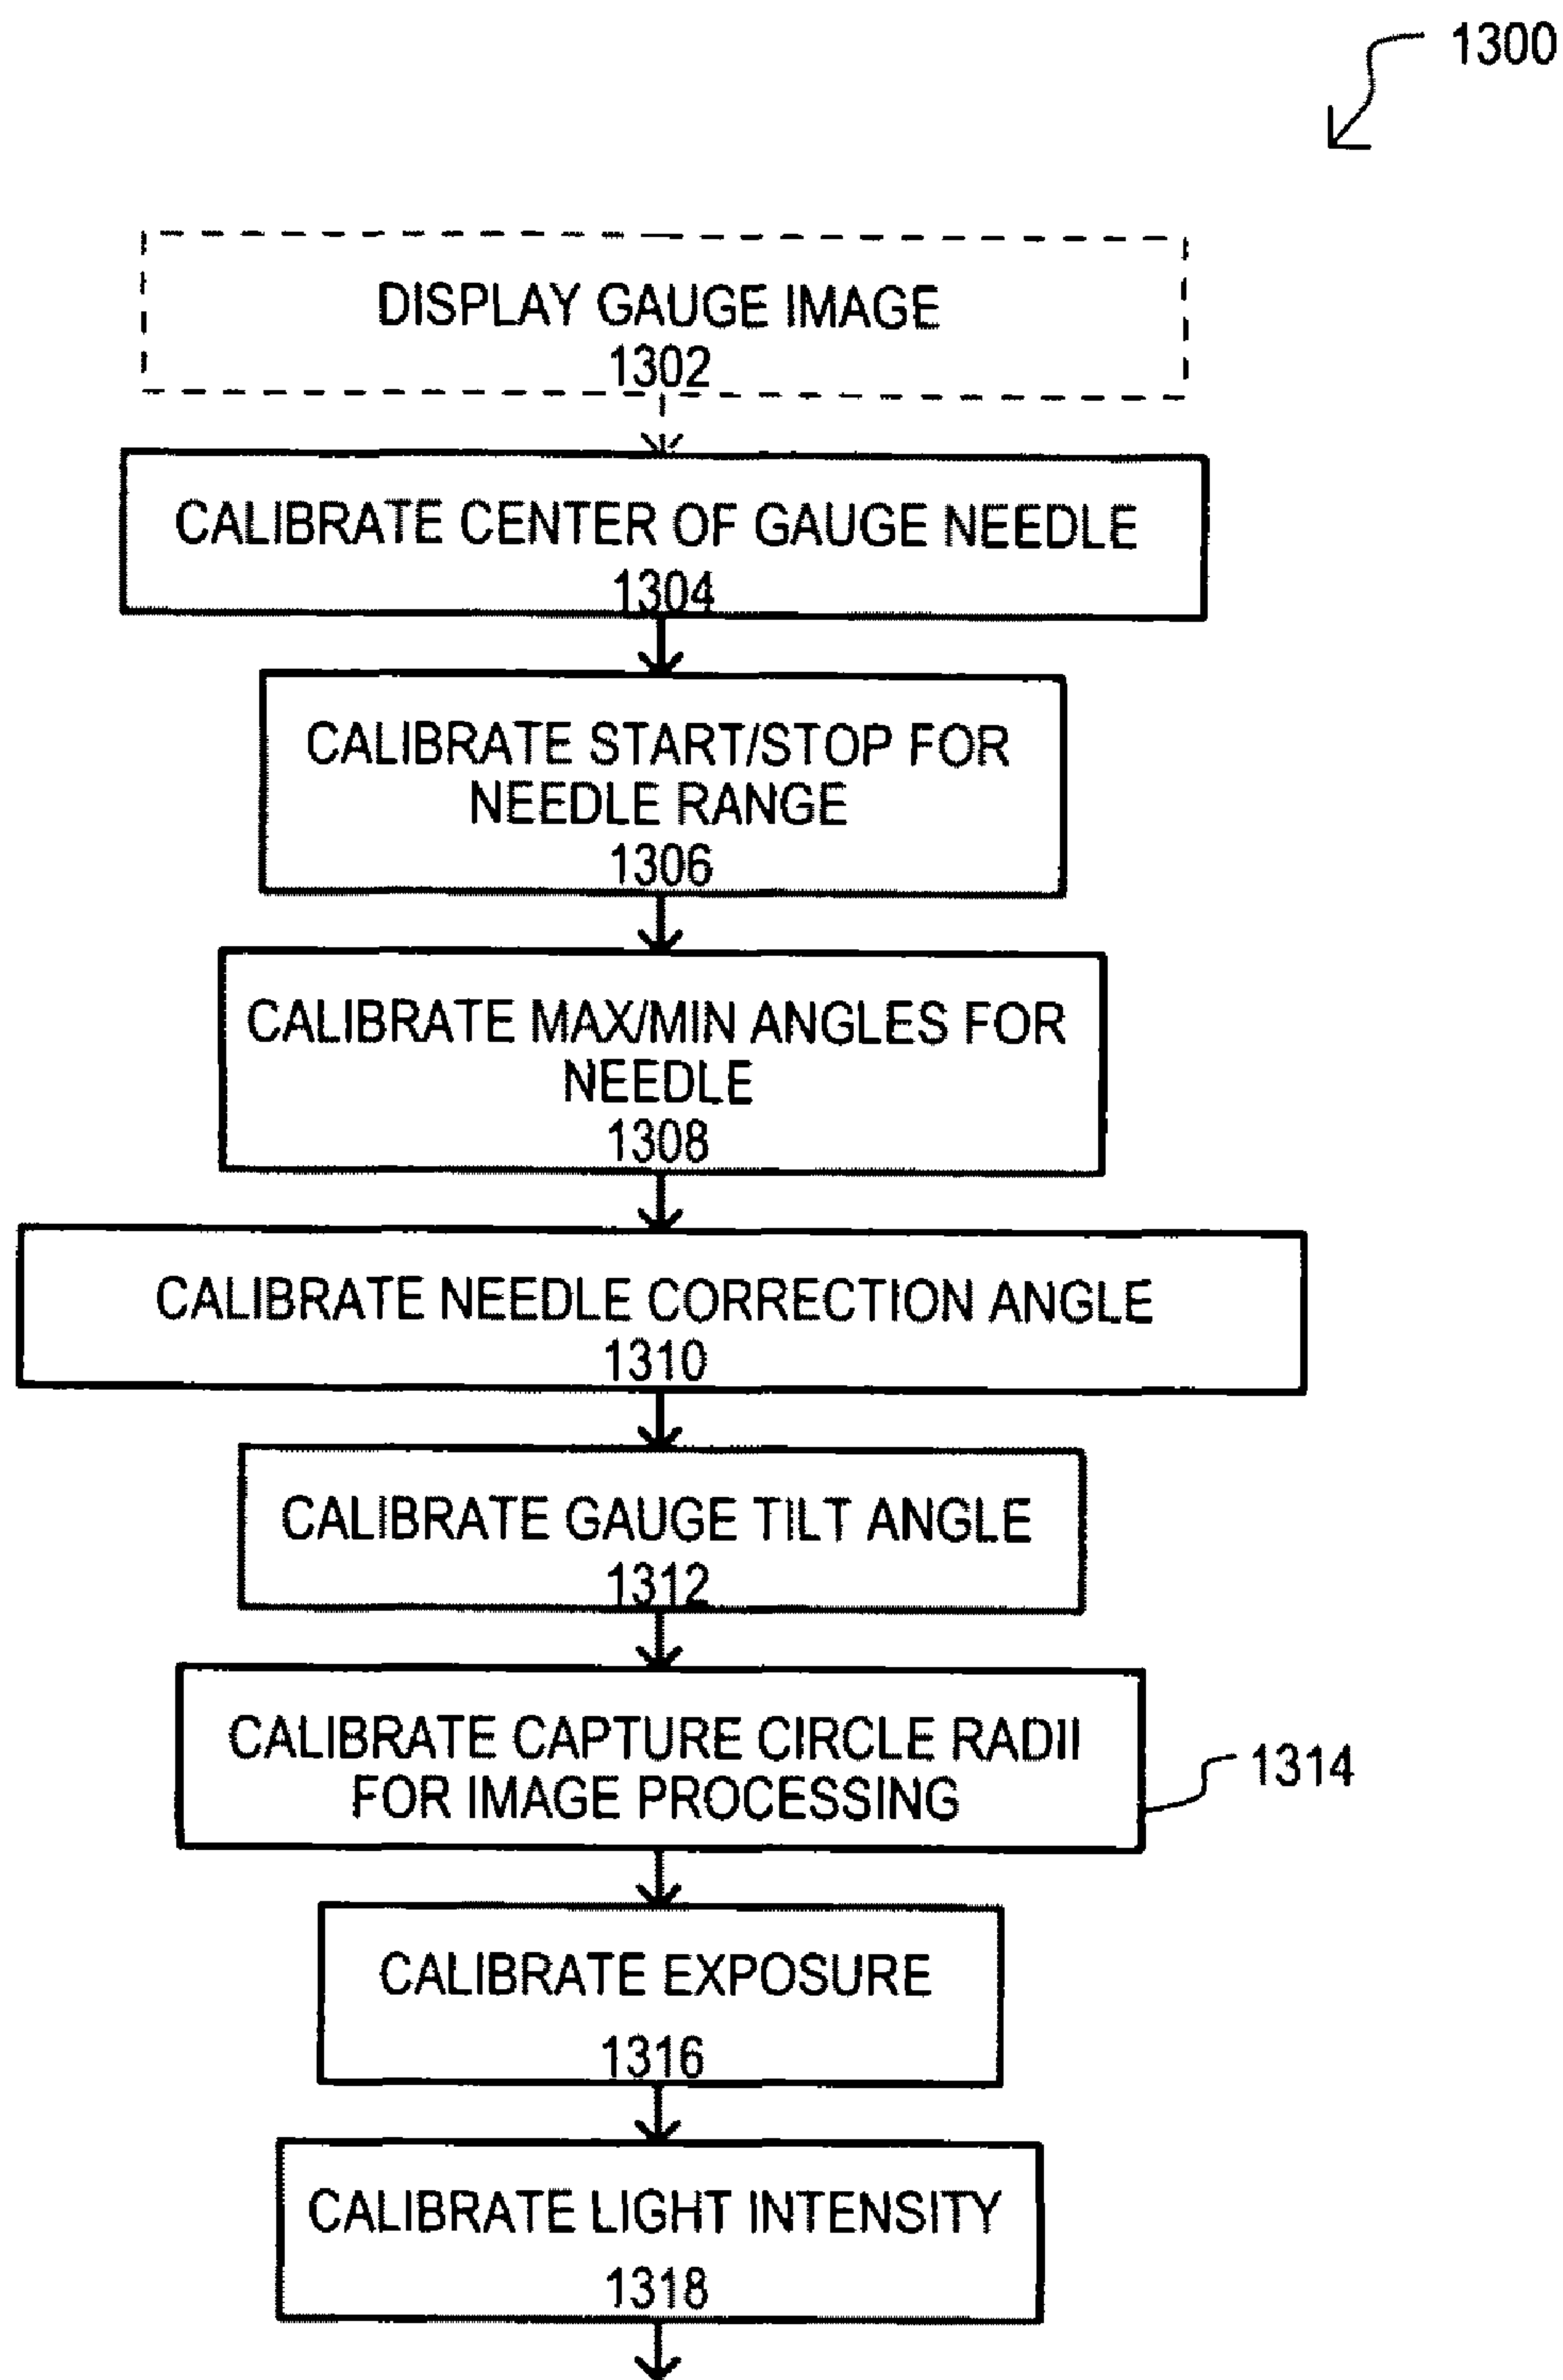 1300
DISPLAY GAUGE IMAGE
1302
CALIBRATE CENTER OF GAUGE NEEDLE
1304
CALIBRATE START/STOP FOR
NEEDLE RANGE
1306
CALIBRATE MAX/MIN ANGLES FOR
NEEDLE
1308
CALIBRATE NEEDLE CORRECTION ANGLE
1310
CALIBRATE GAUGE TILT ANGLE
1312
CALIBRATE CAPTURE CIRCLE RADII
FOR IMAGE PROCESSING
1314
CALIBRATE EXPOSURE
1316
CALIBRATE LIGHT INTENSITY
1318